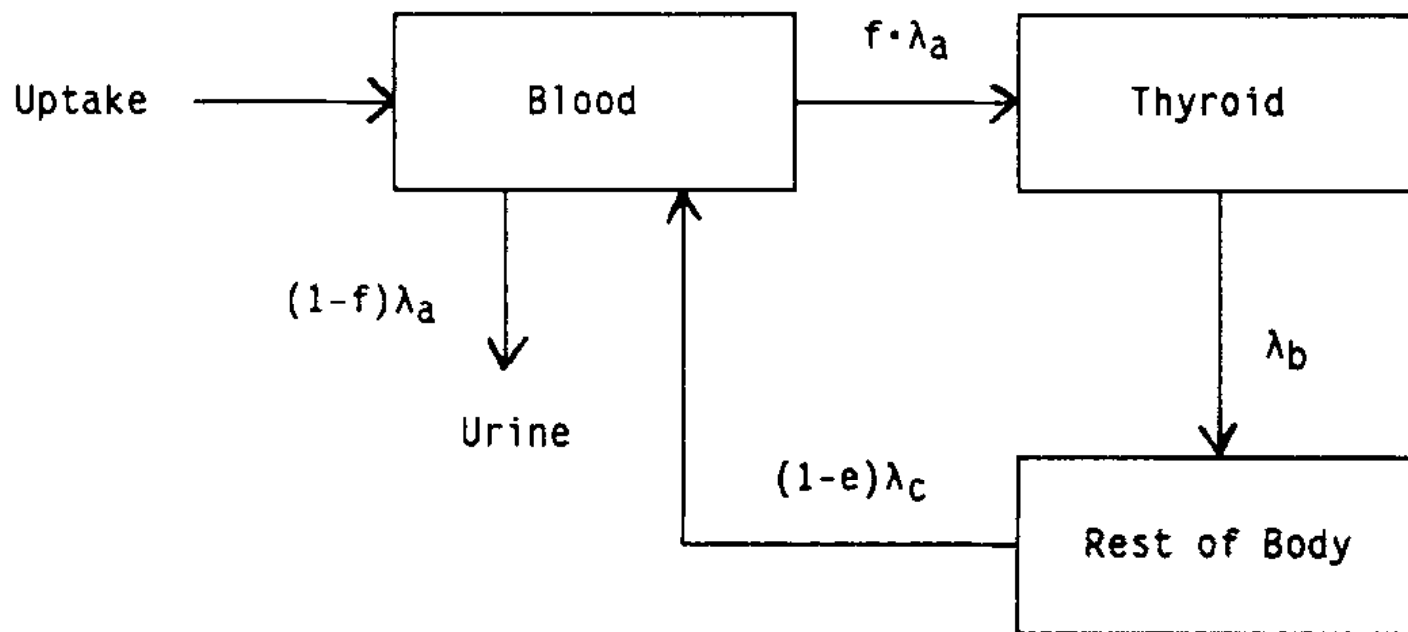 f·λa
Uptake
Blood
Thyroid
(1-f)λa
λb
Urine
(1-e)λc
Rest of Body